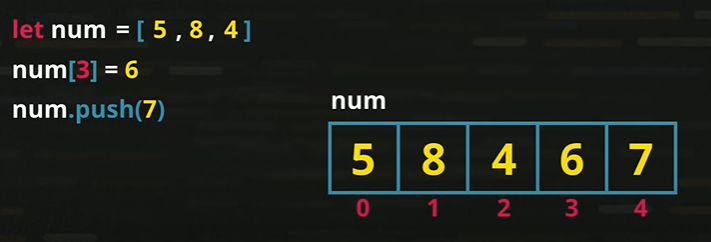 let num = [ 5 , 8 , 4 ]
num[3] = 6
num.push(7)
num
5 8 4 6 7
0 1 2 3 4